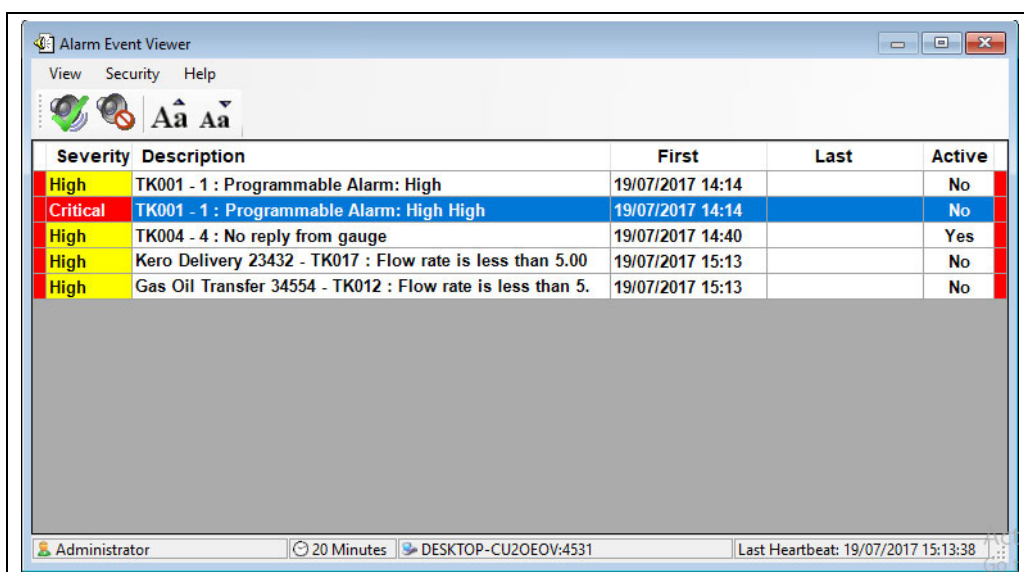 Alarm Event Viewer
View Security Help
Aa Aa
Severity Description First Last Active
High TK001 - 1 : Programmable Alarm: High 19/07/2017 14:14 No
Critical TK001 - 1 : Programmable Alarm: High High 19/07/2017 14:14 No
High TK004 - 4 : No reply from gauge 19/07/2017 14:40 Yes
High Kero Delivery 23432 - TK017 : Flow rate is less than 5.00 19/07/2017 15:13 No
High Gas Oil Transfer 34554 - TK012 : Flow rate is less than 5. 19/07/2017 15:13 No
Administrator 20 Minutes DESKTOP-CU2OEOV:4531 Last Heartbeat: 19/07/2017 15:13:38